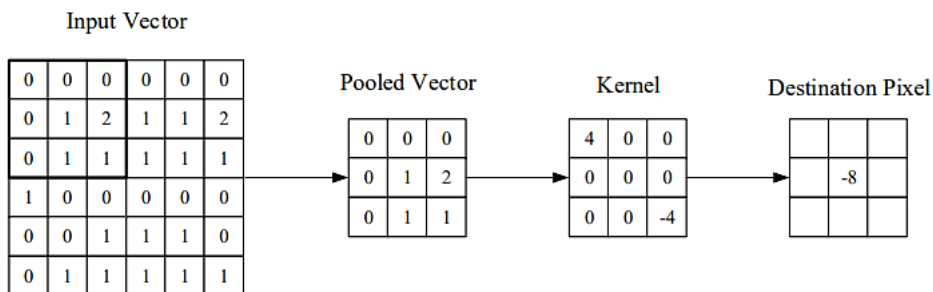 Input Vector
Pooled Vector
Kernel
Destination Pixel
0 0 0 0 0 0
0 1 2 1 1 2
0 1 1 1 1 1
1 0 0 0 0 0
0 0 1 1 1 0
0 1 1 1 1 1
0 0 0
0 1 2
0 1 1
4 0 0
0 0 0
0 0 -4
-8